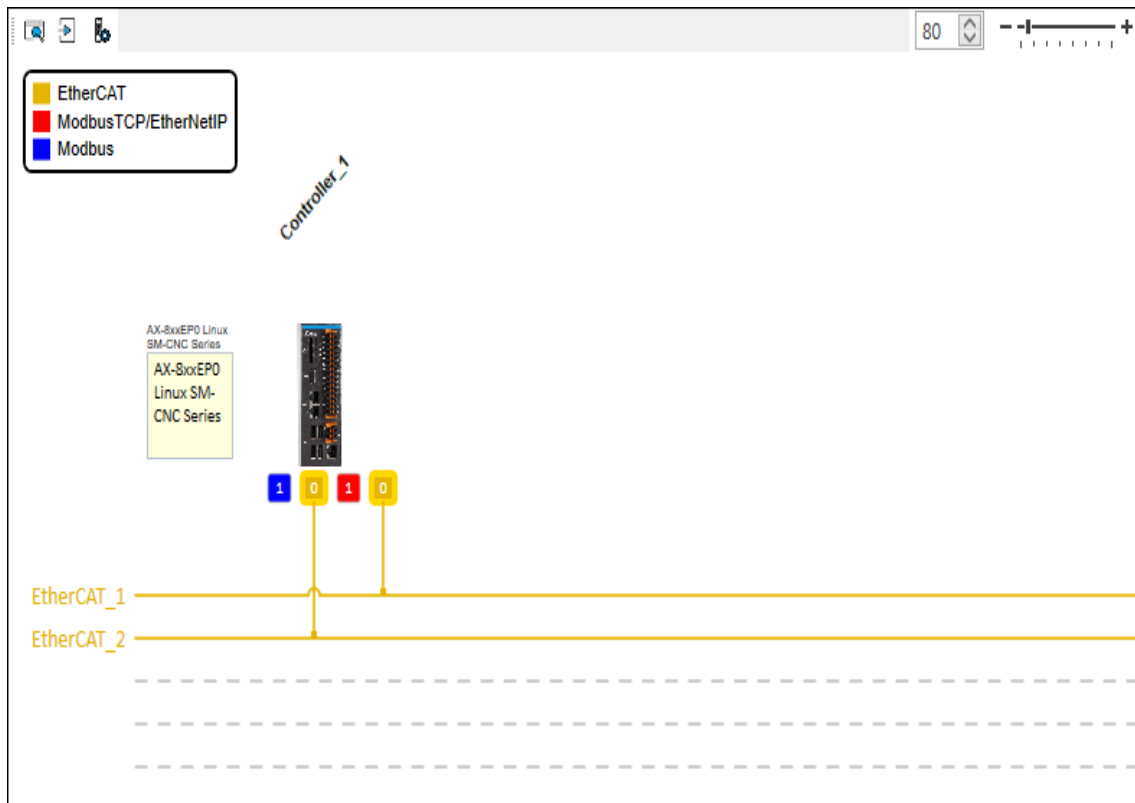 80
EtherCAT
ModbusTCP/EtherNetIP
Modbus
Controller_1
AX-8xxEP0 Linux
SM-CNC Series
AX-8xxEP0
Linux SM-
CNC Series
1 0 1 0
EtherCAT_1
EtherCAT_2